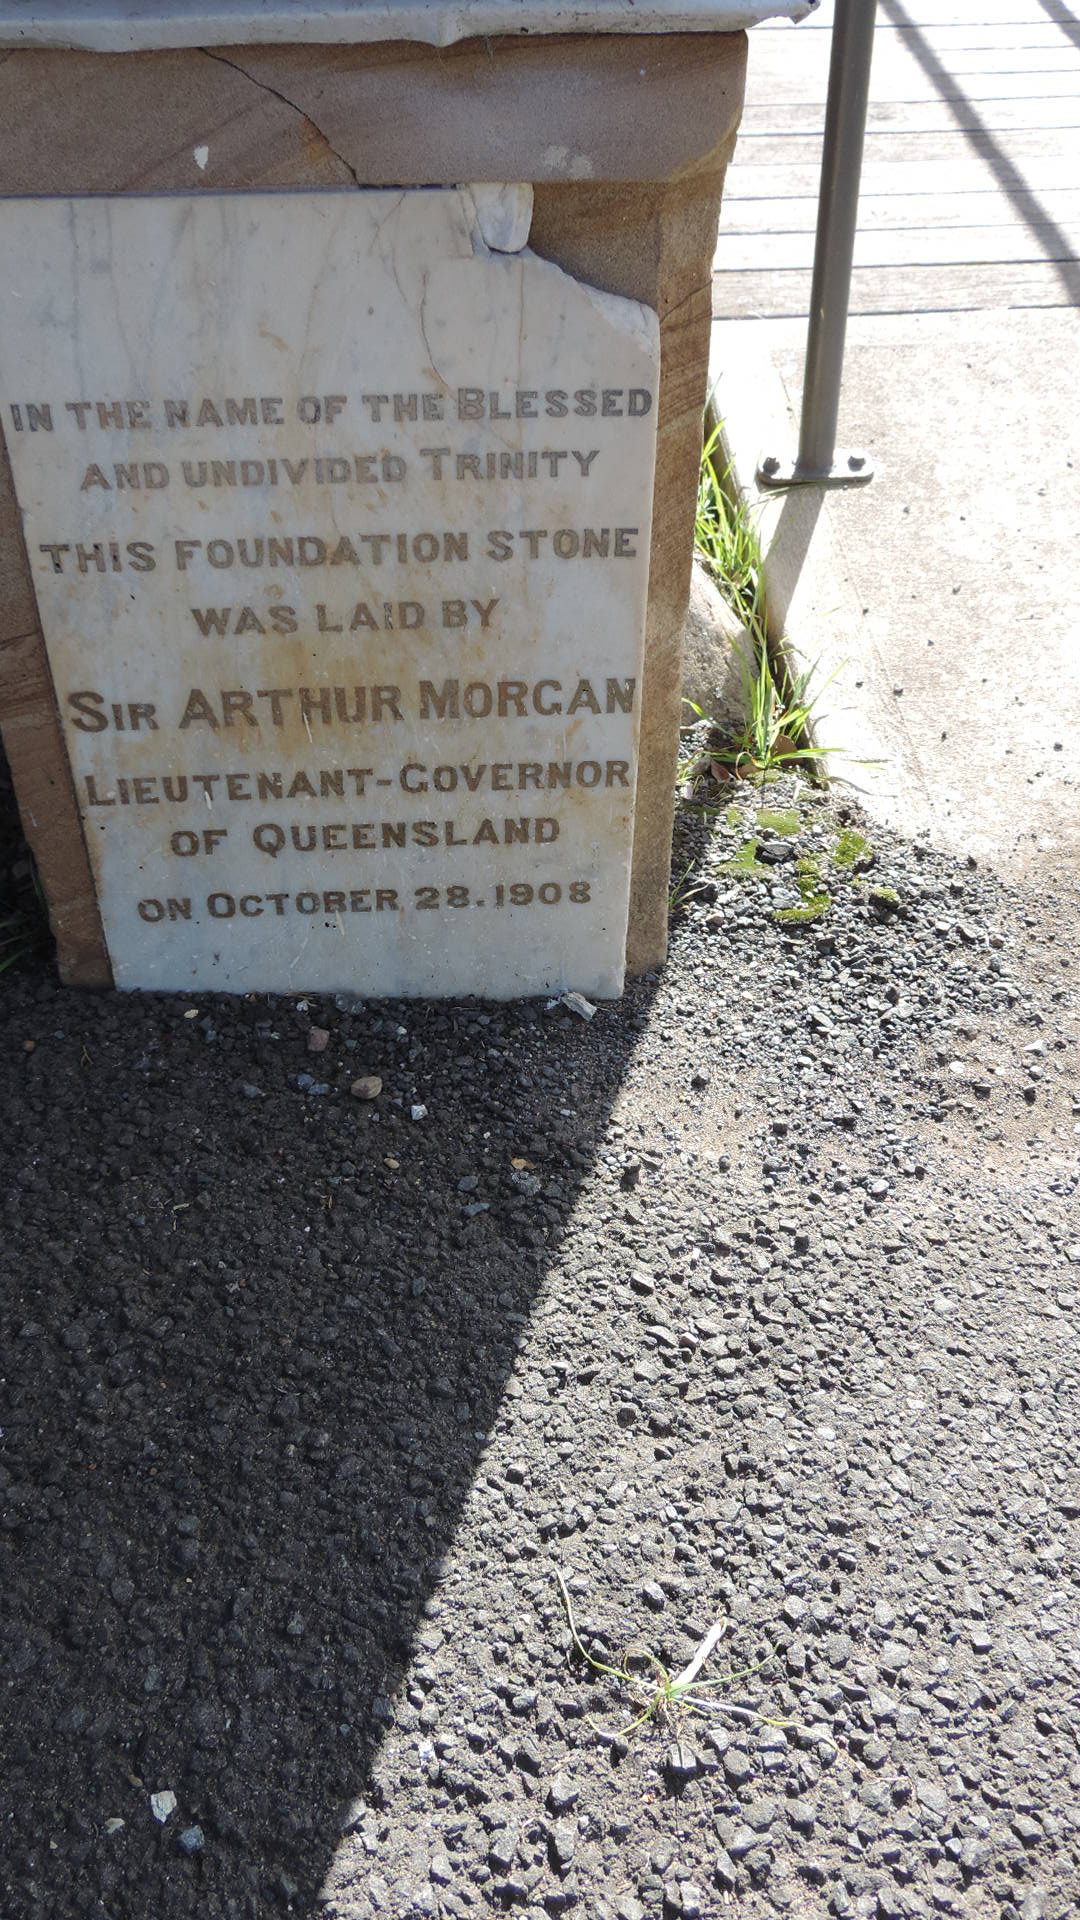 IN THE NAME OF THE BLESSED
AND UNDIVIDED TRINITY
THIS FOUNDATION STONE
WAS LAID BY
SIR ARTHUR MORGAN
LIEUTENANT-GOVERNOR
OF QUEENSLAND
ON OCTOBER 28.1908